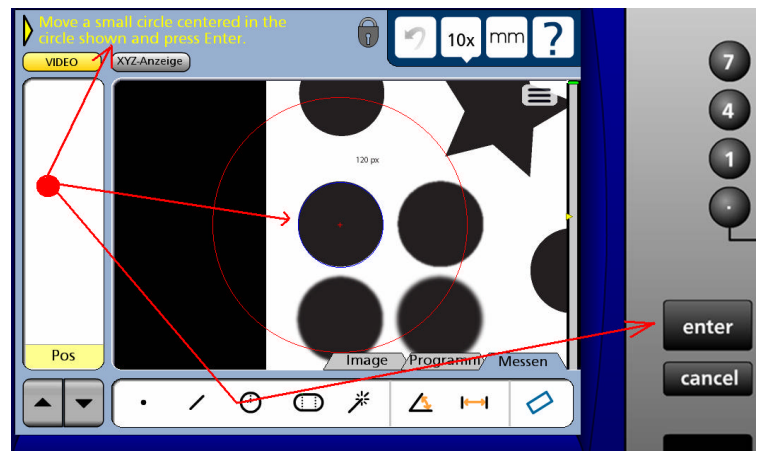 Move a small circle centered in the
circle shown and press Enter.
10x
mm
?
VIDEO
XYZ-Anzeige
120 px
Pos
Image
Programm
Messen
7
4
1
.
enter
cancel